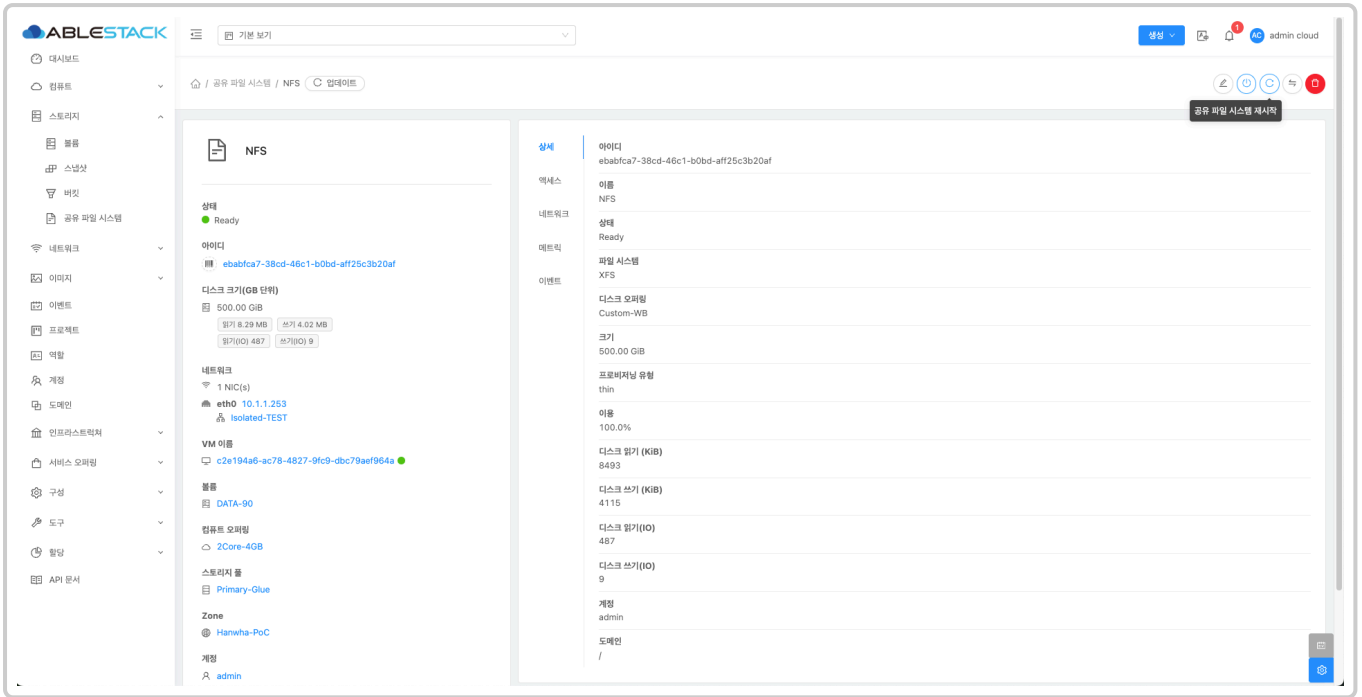 ABLESTACK
기본 보기
생성
1
AC
admin cloud
대시보드
컴퓨트
스토리지
볼륨
스냅샷
버킷
공유 파일 시스템
네트워크
이미지
이벤트
프로젝트
역할
계정
도메인
인프라스트럭쳐
서비스 오퍼링
구성
도구
할당
API 문서
/ 공유 파일 시스템 / NFS 업데이트
공유 파일 시스템 재시작
NFS
상태
Ready
아이디
ebabfca7-38cd-46c1-b0bd-aff25c3b20af
디스크 크기(GB 단위)
500.00 GiB
읽기 8.29 MB 쓰기 4.02 MB
읽기(IO) 487 쓰기(IO) 9
네트워크
1 NIC(s)
eth0 10.1.1.253
Isolated-TEST
VM 이름
c2e194a6-ac78-4827-9fc9-dbc79aef964a
볼륨
DATA-90
컴퓨트 오퍼링
2Core-4GB
스토리지 풀
Primary-Glue
Zone
Hanwha-PoC
계정
admin
상세
액세스
네트워크
메트릭
이벤트
아이디
ebabfca7-38cd-46c1-b0bd-aff25c3b20af
이름
NFS
상태
Ready
파일 시스템
XFS
디스크 오퍼링
Custom-WB
크기
500.00 GiB
프로비저닝 유형
thin
이용
100.0%
디스크 읽기 (KiB)
8493
디스크 쓰기 (KiB)
4115
디스크 읽기(IO)
487
디스크 쓰기(IO)
9
계정
admin
도메인
/